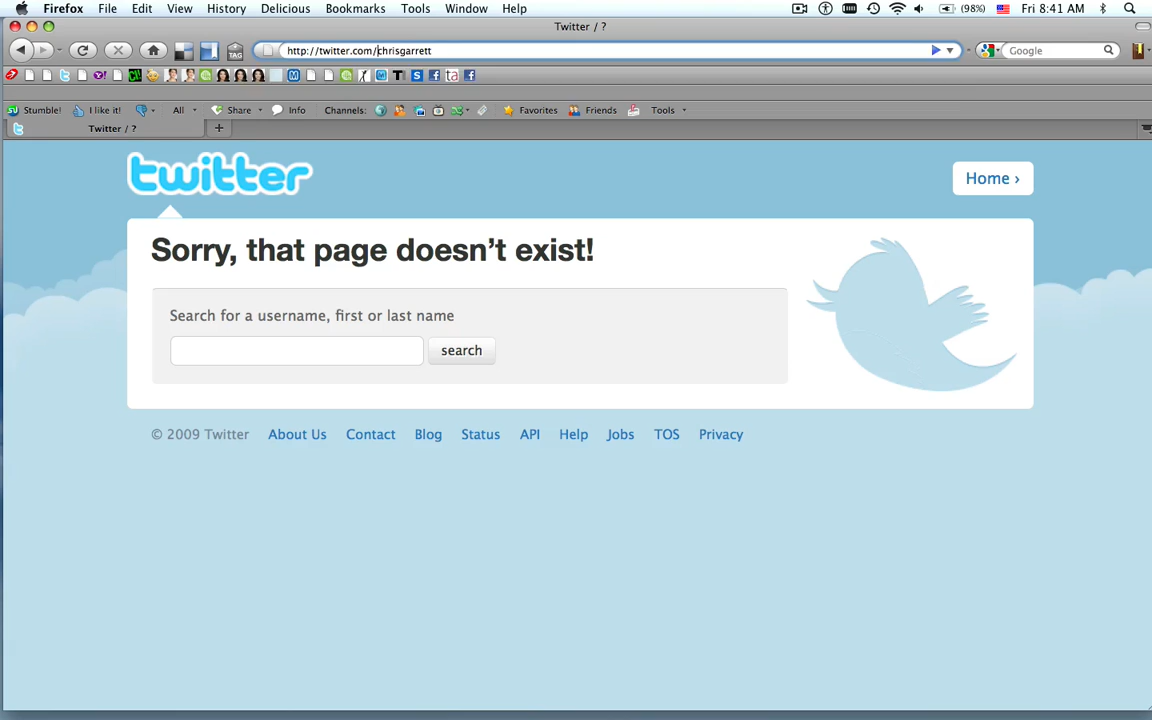 Firefox File Edit View History Delicious Bookmarks Tools Window Help (98%) Fri 8:41 AM
Twitter / ?
TAG http://twitter.com/chrisgarrett Google
Stumble! I like it! All Share Info Channels: Favorites Friends Tools
Twitter / ?
twitter
Home ›
Sorry, that page doesn't exist!
Search for a username, first or last name
search
© 2009 Twitter About Us Contact Blog Status API Help Jobs TOS Privacy